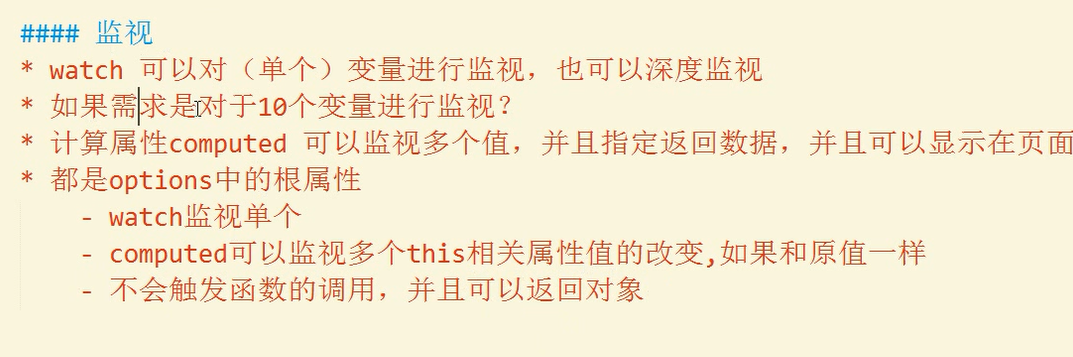 #### 监视
* watch 可以对（单个）变量进行监视，也可以深度监视
* 如果需求是对于10个变量进行监视？
* 计算属性computed 可以监视多个值，并且指定返回数据，并且可以显示在页面
* 都是options中的根属性
- watch监视单个
- computed可以监视多个this相关属性值的改变,如果和原值一样
- 不会触发函数的调用，并且可以返回对象